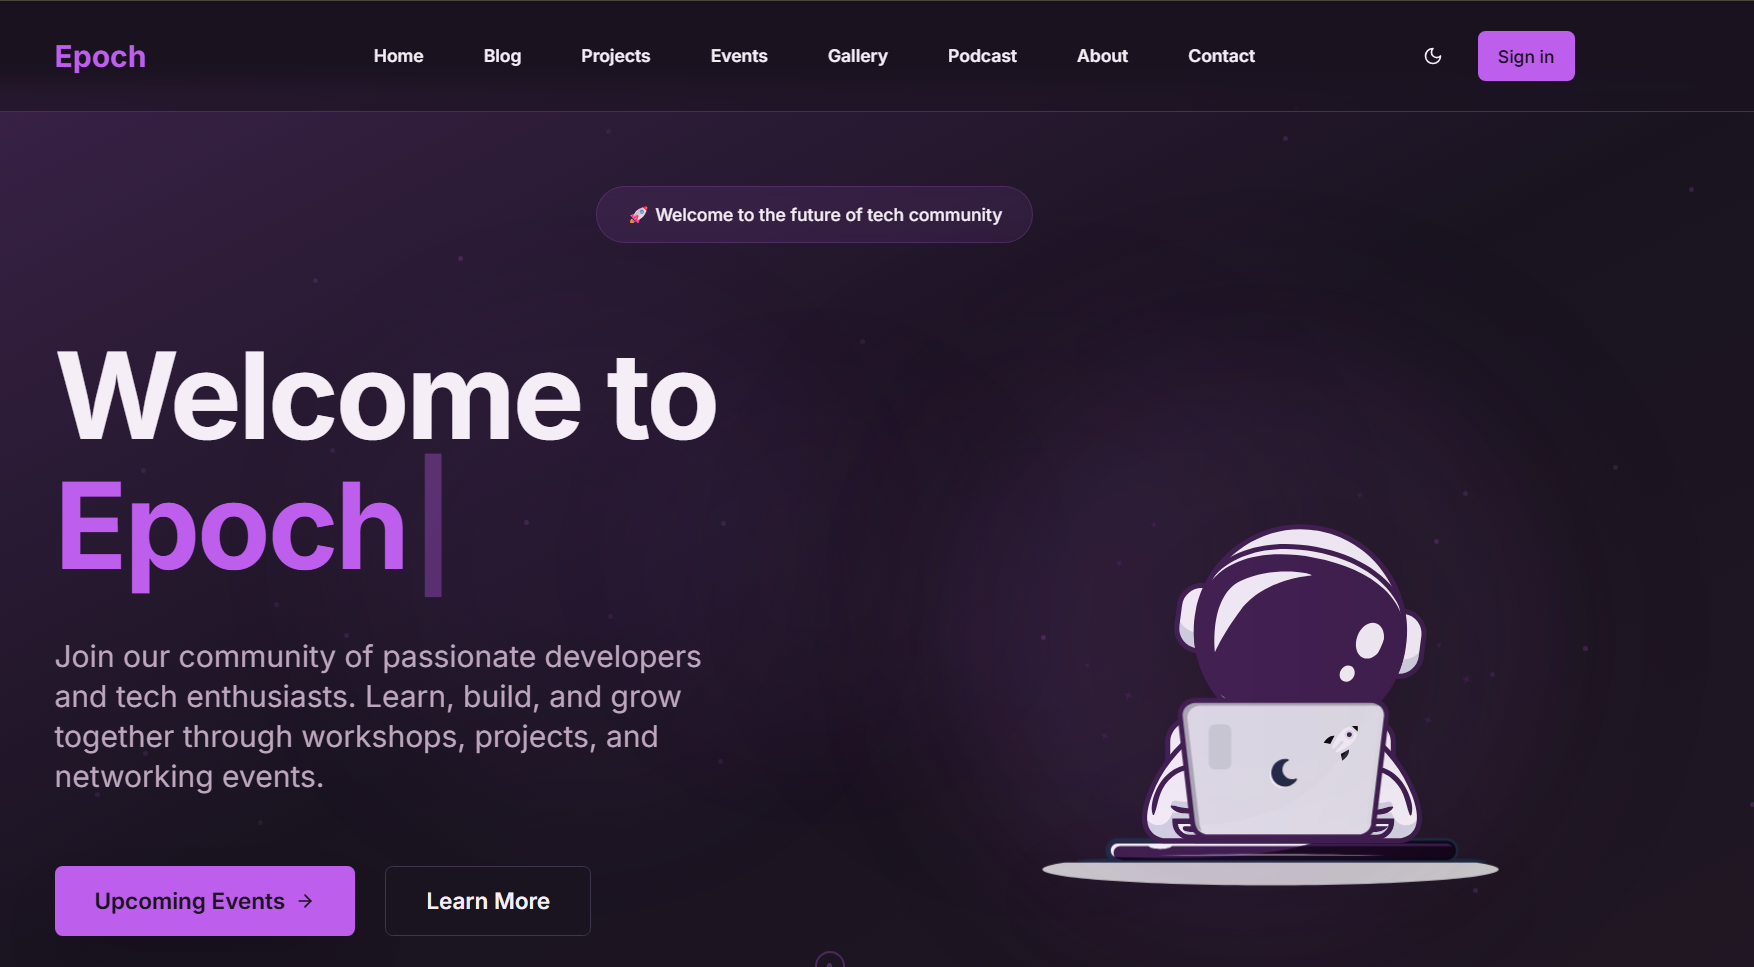 Epoch
Home Blog Projects Events Gallery Podcast About Contact
Sign in
🚀 Welcome to the future of tech community
Welcome to
Epoch
Join our community of passionate developers
and tech enthusiasts. Learn, build, and grow
together through workshops, projects, and
networking events.
Upcoming Events →
Learn More